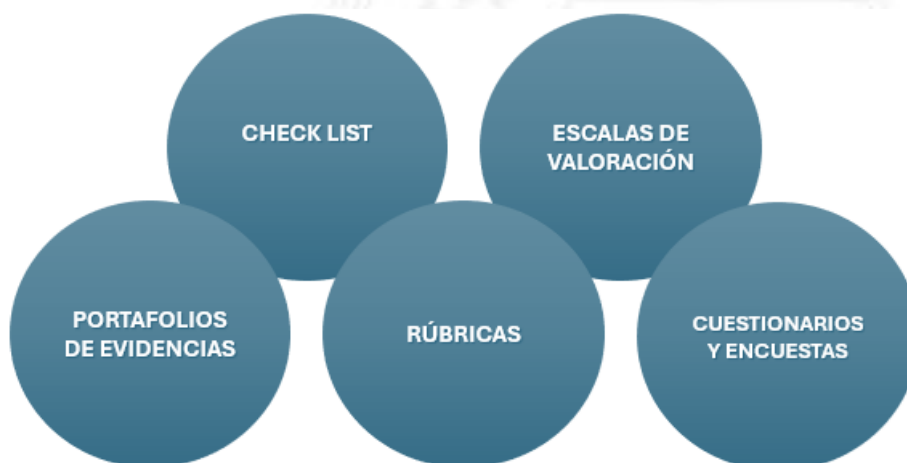 CHECK LIST
ESCALAS DE
VALORACIÓN
PORTAFOLIOS
DE EVIDENCIAS
RÚBRICAS
CUESTIONARIOS
Y ENCUESTAS